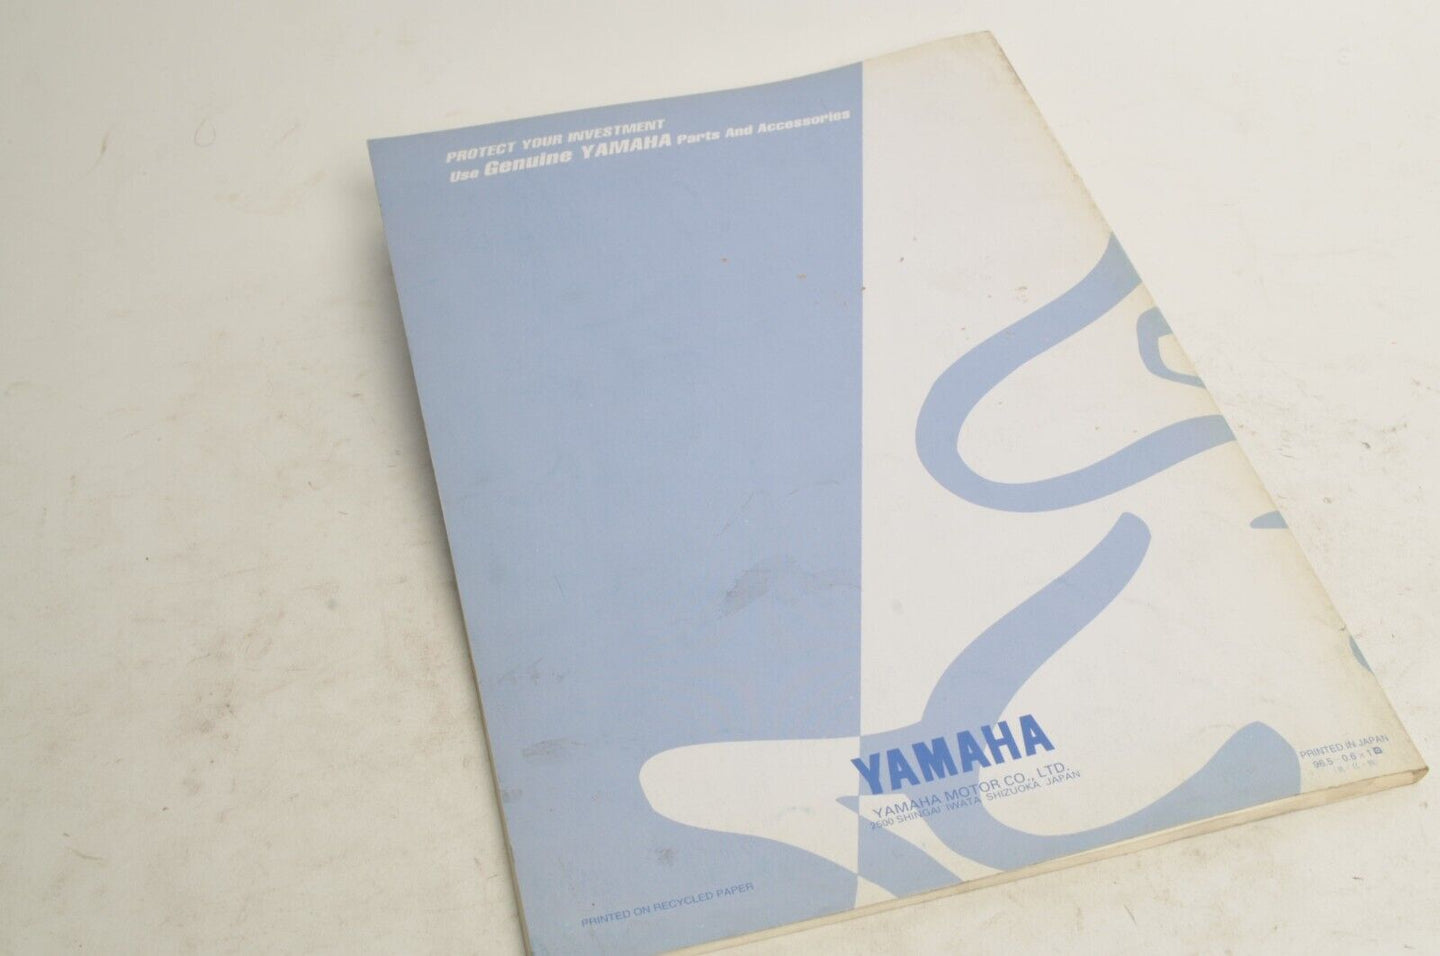 PROTECT YOUR INVESTMENT
Use Genuine YAMAHA Parts And Accessories
YAMAHA
YAMAHA MOTOR CO., LTD.
2500 SHINGAI IWATA SHIZUOKA JAPAN
PRINTED IN JAPAN
PRINTED ON RECYCLED PAPER